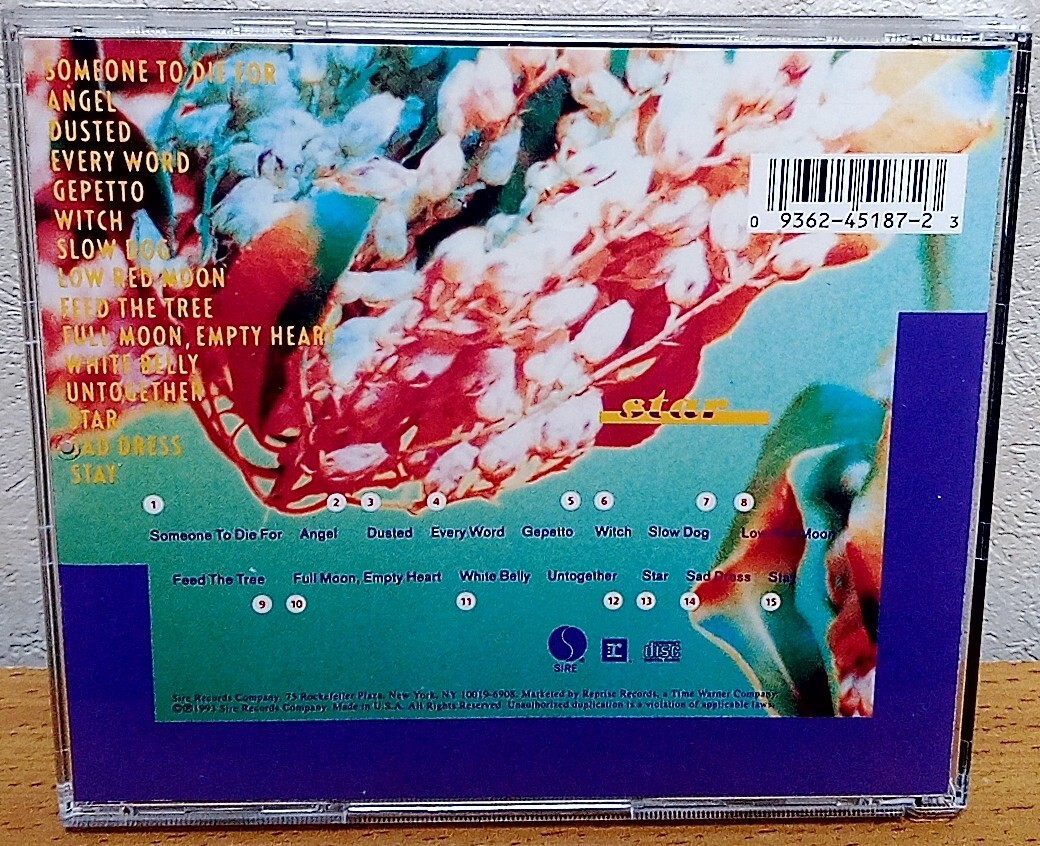 SOMEONE TO DIE FOR
ANGEL
DUSTED
EVERY WORD
GEPETTO
WITCH
SLOW DOG
LOW RED MOON
FEED THE TREE
FULL MOON, EMPTY HEART
WHITE BELLY
UNTOGETHER
STAR
SAD DRESS
STAY
0 9362-45187-2 3
star
1 2 3 4 5 6 7 8
Someone To Die For Angel Dusted Every Word Gepetto Witch Slow Dog Low Red Moon
Feed The Tree Full Moon, Empty Heart White Belly Untogether Star Sad Dress Stay
9 10 11 12 13 14 15
SIRE r disc
Sire Records Company, 75 Rockefeller Plaza, New York, NY 10019-6908. Marketed by Reprise Records, a Time Warner Company.
©℗1993 Sire Records Company. Made in U.S.A. All Rights Reserved. Unauthorized duplication is a violation of applicable laws.